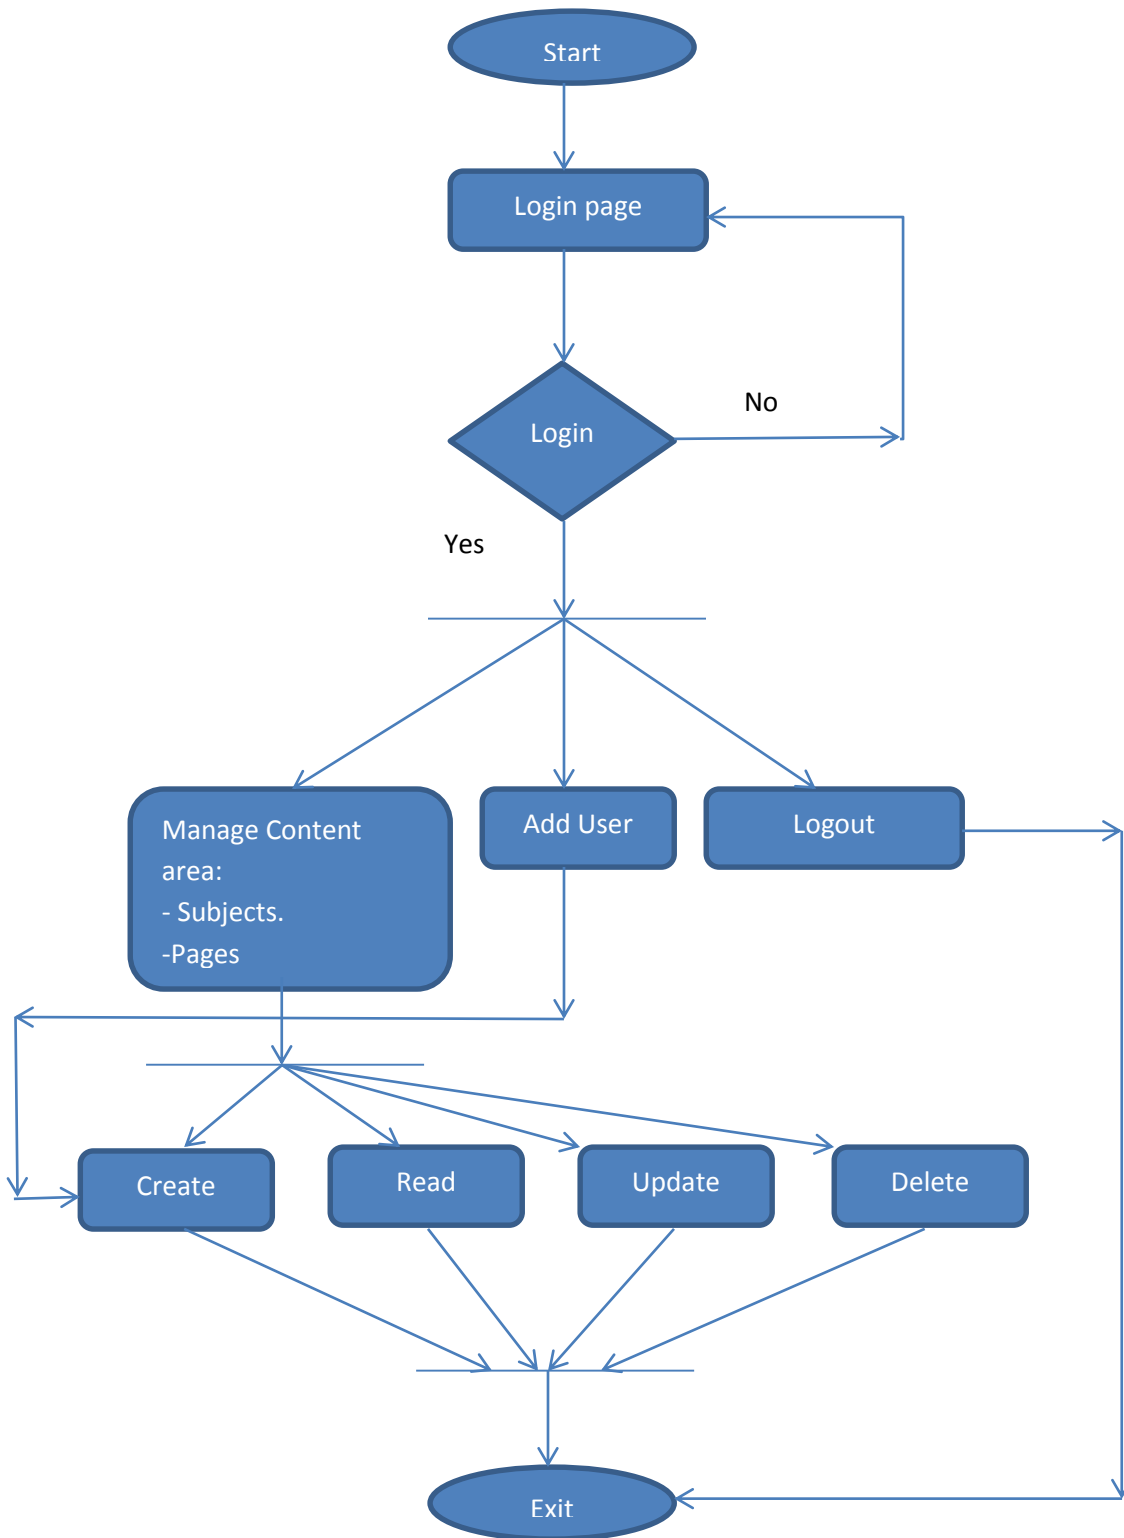 Start
Login page
No
Login
Yes
Manage Content
area:
- Subjects.
-Pages
Add User
Logout
Create
Read
Update
Delete
Exit